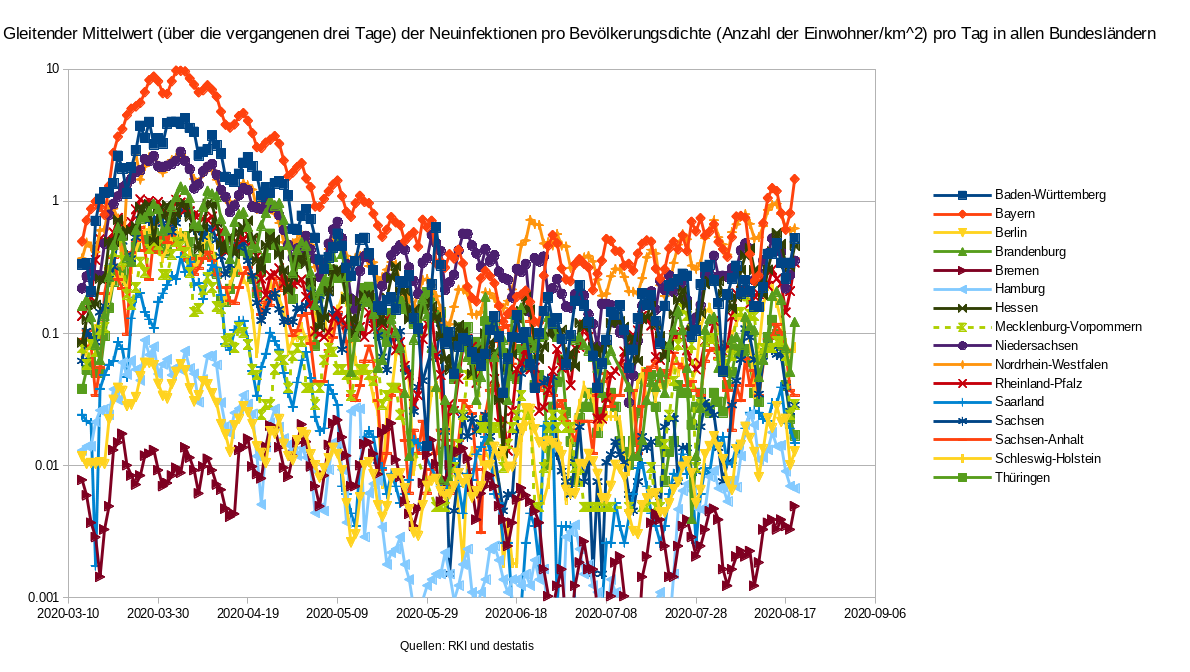 Gleitender Mittelwert (über die vergangenen drei Tage) der Neuinfektionen pro Bevölkerungsdichte (Anzahl der Einwohner/km^2) pro Tag in allen Bundesländern
10
1
0.1
0.01
0.001
2020-03-10 2020-03-30 2020-04-19 2020-05-09 2020-05-29 2020-06-18 2020-07-08 2020-07-28 2020-08-17 2020-09-06
Quellen: RKI und destatis
Baden-Württemberg
Bayern
Berlin
Brandenburg
Bremen
Hamburg
Hessen
Mecklenburg-Vorpommern
Niedersachsen
Nordrhein-Westfalen
Rheinland-Pfalz
Saarland
Sachsen
Sachsen-Anhalt
Schleswig-Holstein
Thüringen